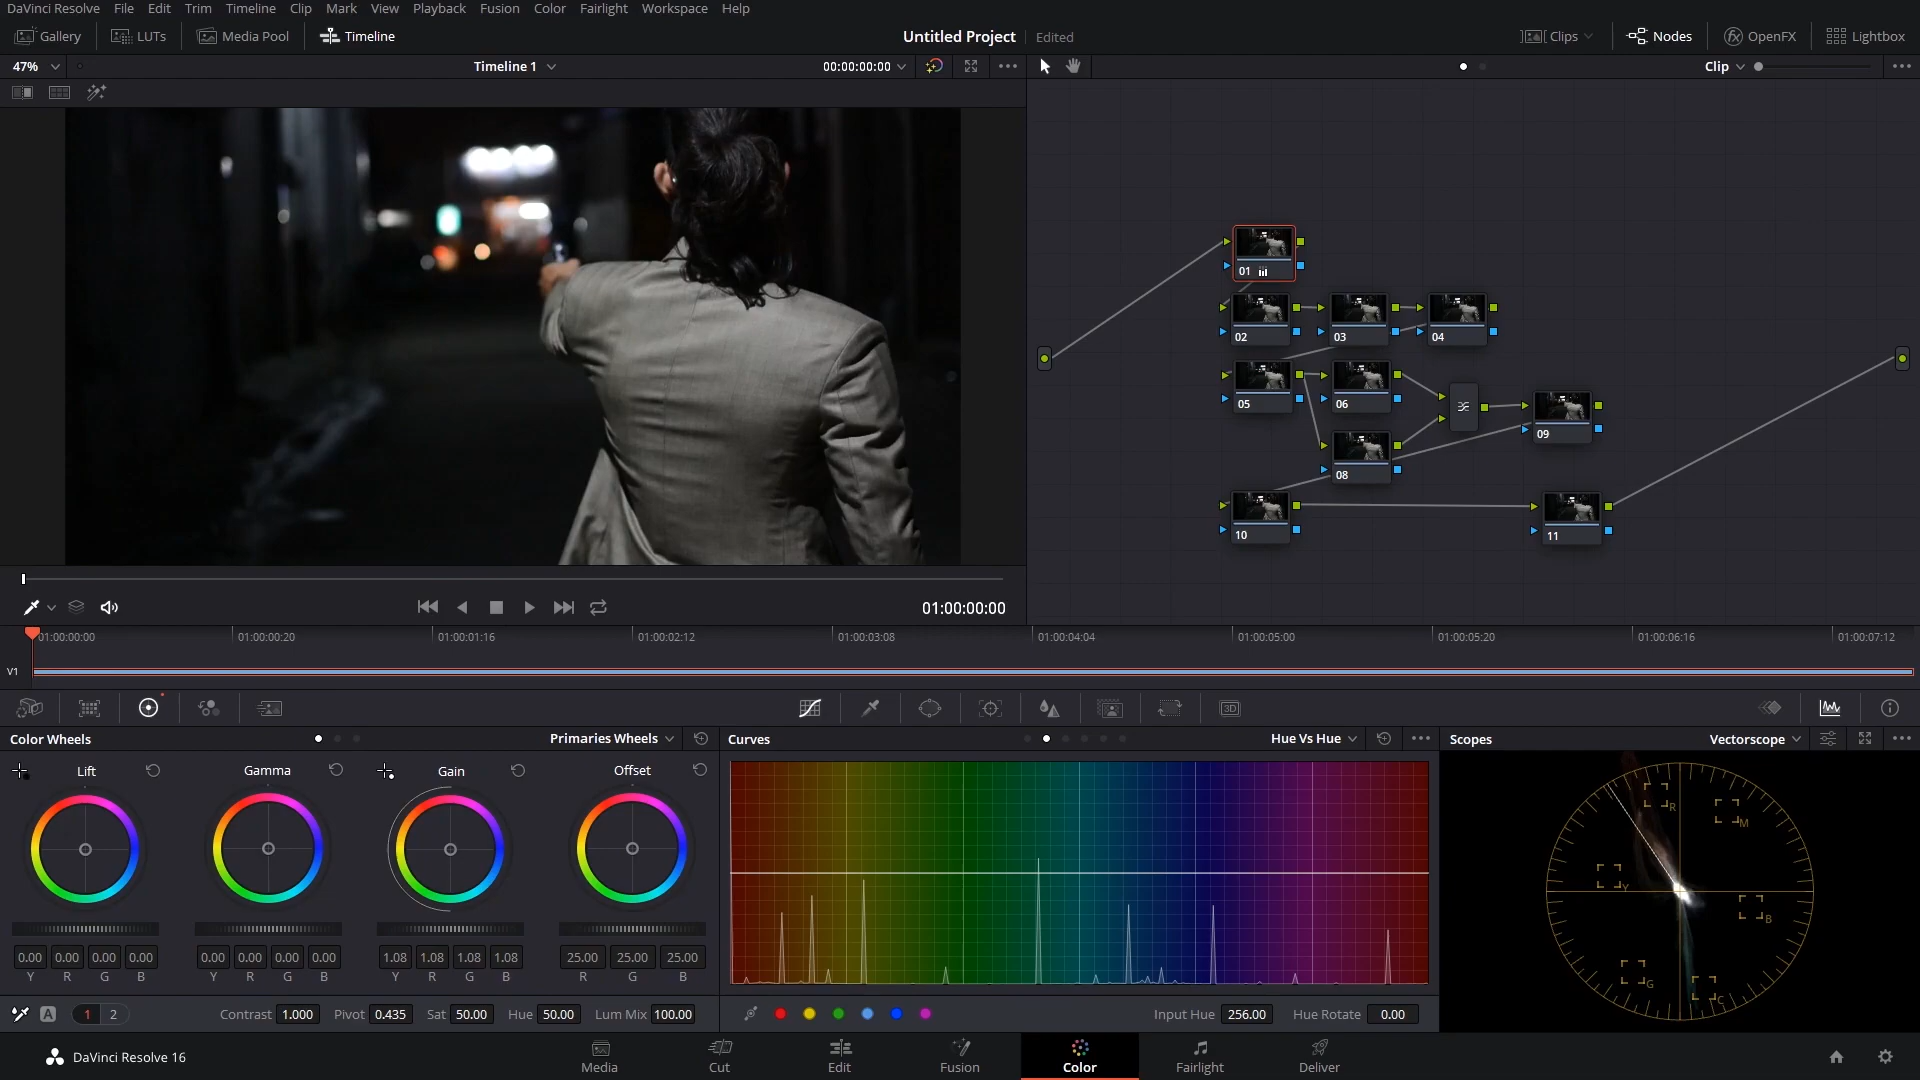 DaVinci Resolve File Edit Trim Timeline Clip Mark View Playback Fusion Color Fairlight Workspace Help
Gallery LUTs Media Pool Timeline Untitled Project Edited Clips Nodes OpenFX Lightbox
47% Timeline 1 00:00:00:00 Clip
01
02 03 04
05 06
09
08
10 11
01:00:00:00
01:00:00:00 01:00:00:20 01:00:01:16 01:00:02:12 01:00:03:08 01:00:04:04 01:00:05:00 01:00:05:20 01:00:06:16 01:00:07:12
V1
3D
Color Wheels Primaries Wheels Curves Hue Vs Hue Scopes Vectorscope
Lift Gamma Gain Offset
R M
Y
B
G C
0.00 0.00 0.00 0.00 0.00 0.00 0.00 0.00 1.08 1.08 1.08 1.08 25.00 25.00 25.00
Y R G B Y R G B Y R G B R G B
A 1 2 Contrast 1.000 Pivot 0.435 Sat 50.00 Hue 50.00 Lum Mix 100.00 Input Hue 256.00 Hue Rotate 0.00
DaVinci Resolve 16 Media Cut Edit Fusion Color Fairlight Deliver